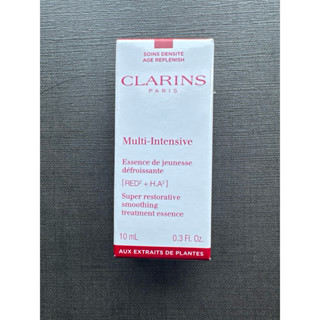 SOINS DENSITÉ
AGE REPLENISH
CLARINS
PARIS
Multi-Intensive
Essence de jeunesse
défroissante
[RED² + H.A²]
Super restorative
smoothing
treatment essence
10 mL 0.3 Fl. Oz.
AUX EXTRAITS DE PLANTES